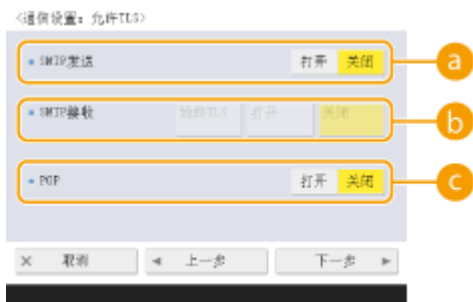 <通信设置：允许TLS>
SMTP发送 打开 关闭 a
SMTP接收 始终TLS 打开 关闭 b
POP 打开 关闭 c
× 取消 ◀ 上一步 下一步 ▶